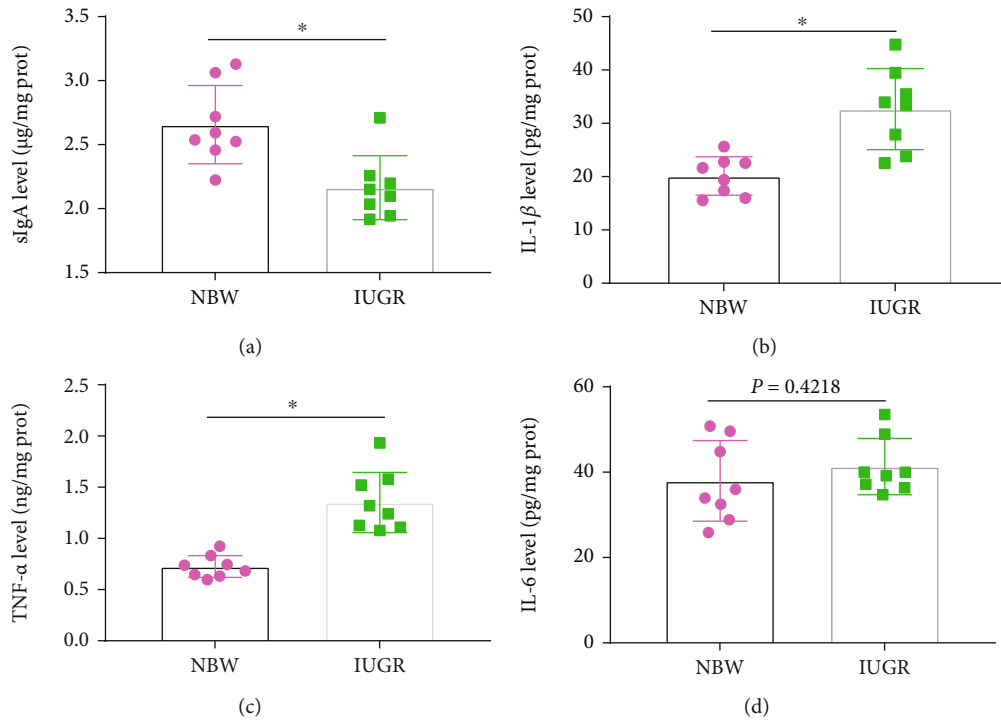 3.5
3.0
2.5
2.0
1.5
sIgA level (μg/mg prot)
*
NBW
IUGR
(a)
50
40
30
20
10
0
IL-1β level (pg/mg prot)
*
NBW
IUGR
(b)
2.5
2.0
1.5
1.0
0.5
0.0
TNF-α level (ng/mg prot)
*
NBW
IUGR
(c)
60
40
20
0
IL-6 level (pg/mg prot)
P = 0.4218
NBW
IUGR
(d)